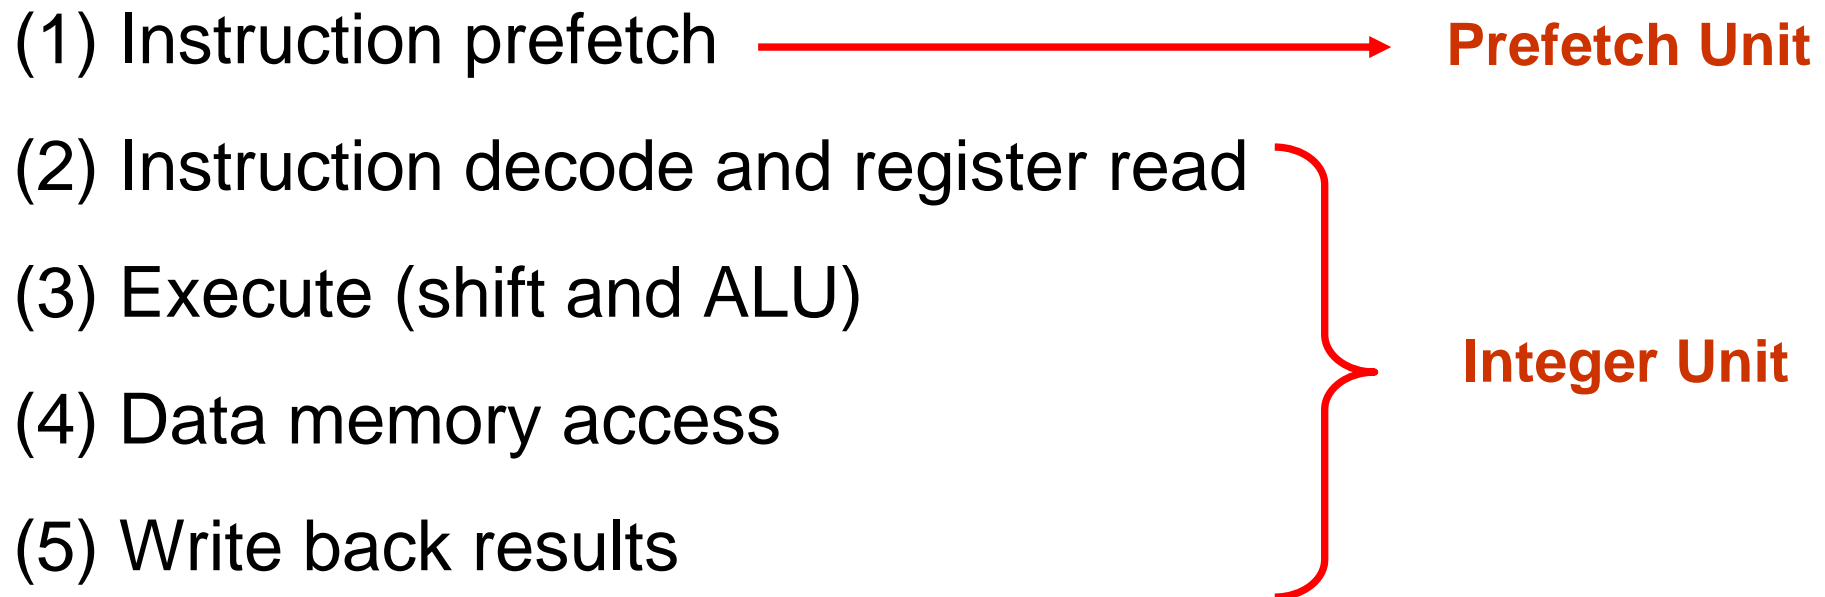 (1) Instruction prefetch
Prefetch Unit
(2) Instruction decode and register read
(3) Execute (shift and ALU)
Integer Unit
(4) Data memory access
(5) Write back results